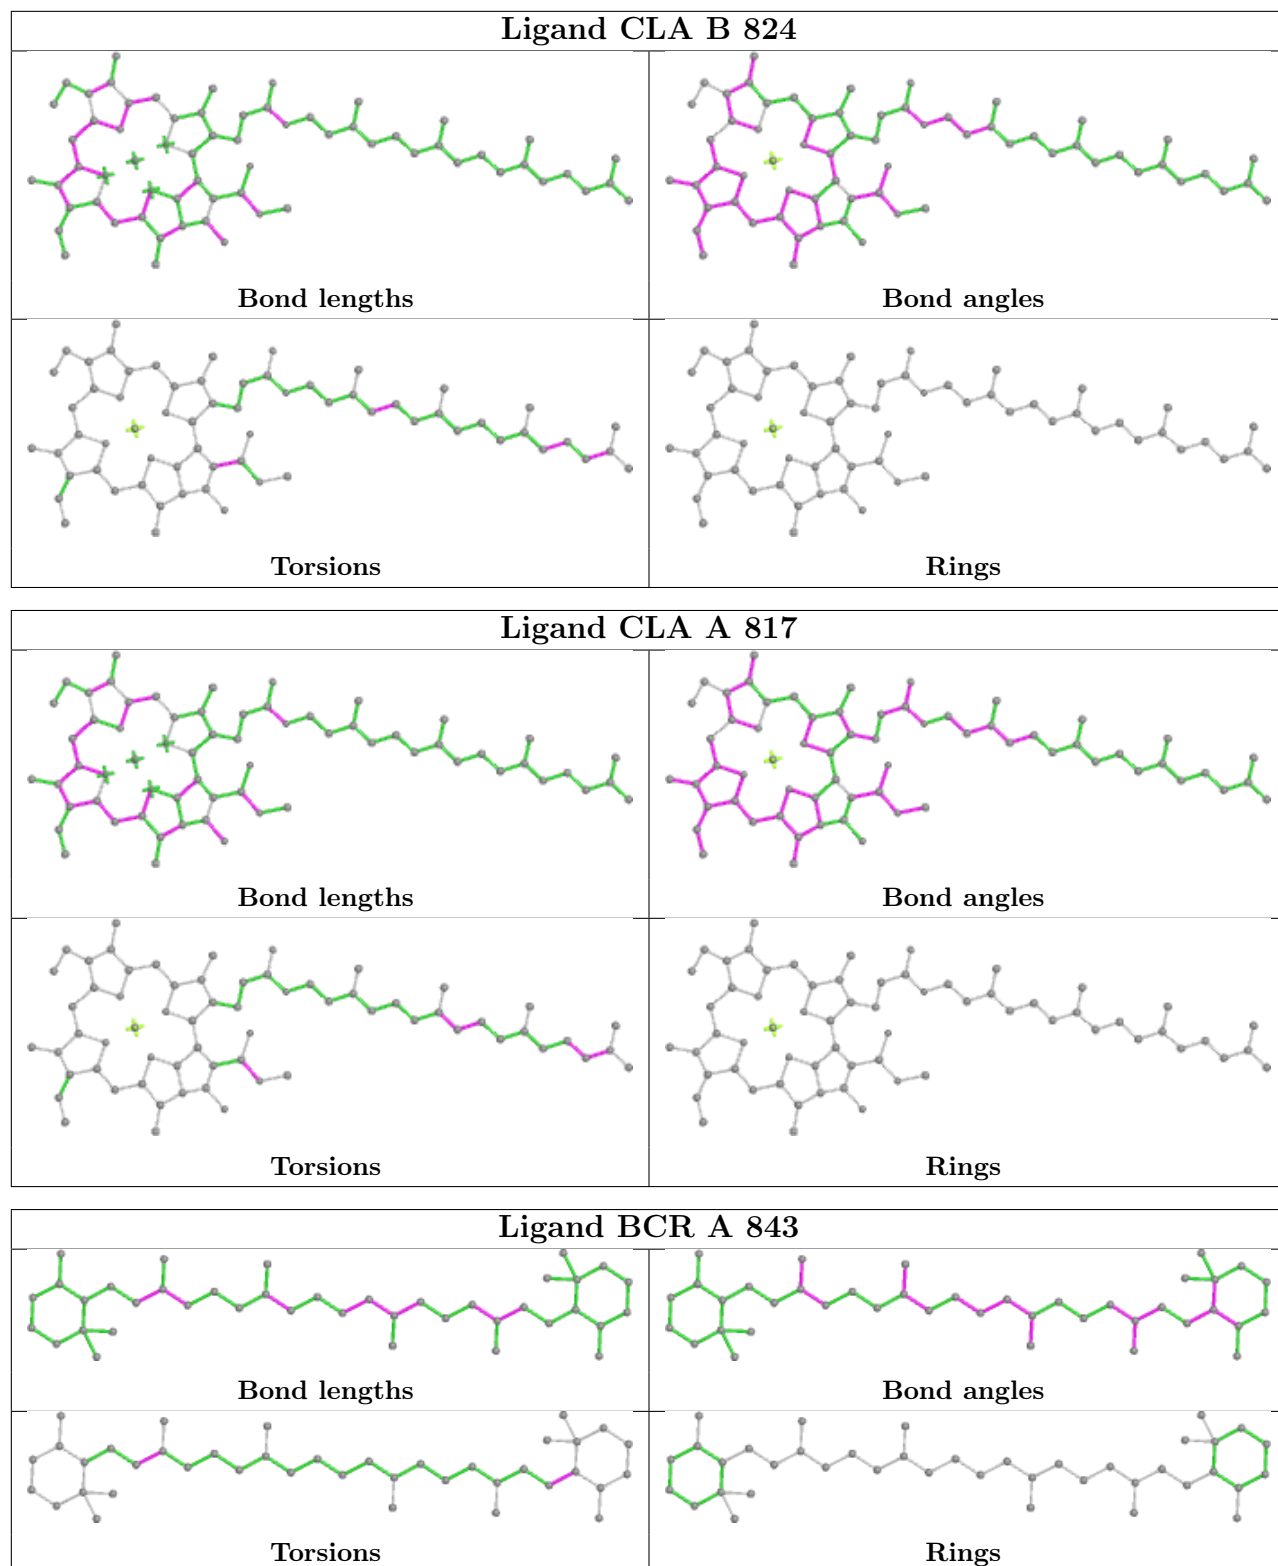 Ligand CLA B 824
Bond lengths
Bond angles
Torsions
Rings
Ligand CLA A 817
Bond lengths
Bond angles
Torsions
Rings
Ligand BCR A 843
Bond lengths
Bond angles
Torsions
Rings